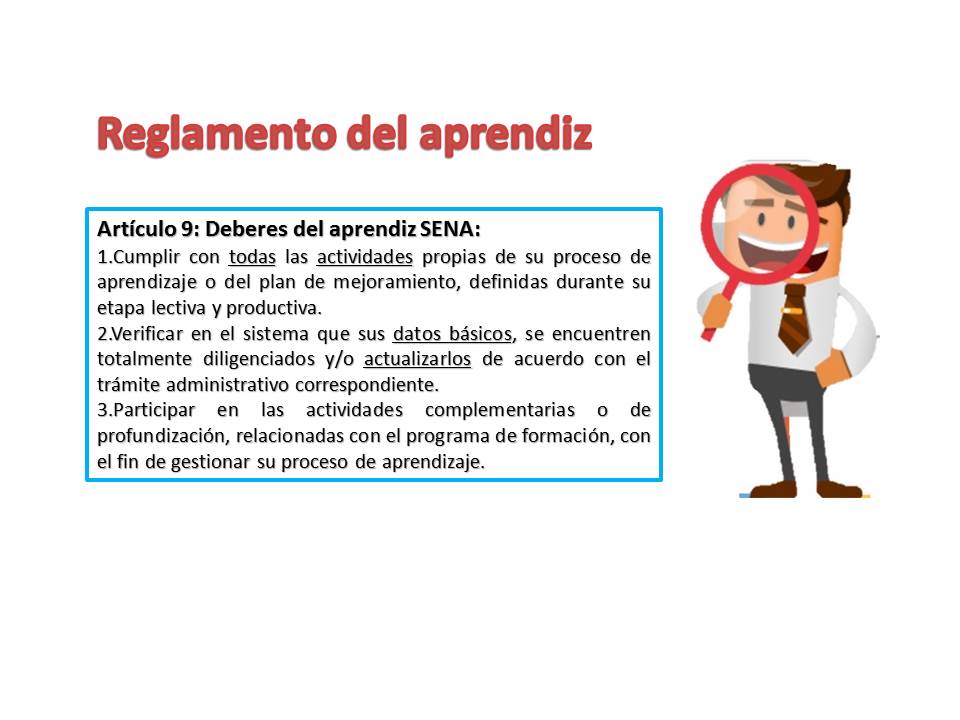 Reglamento del aprendiz
Artículo 9: Deberes del aprendiz SENA:
1.Cumplir con todas las actividades propias de su proceso de
aprendizaje o del plan de mejoramiento, definidas durante su
etapa lectiva y productiva.
2.Verificar en el sistema que sus datos básicos, se encuentren
totalmente diligenciados y/o actualizarlos de acuerdo con el
trámite administrativo correspondiente.
3.Participar en las actividades complementarias o de
profundización, relacionadas con el programa de formación, con
el fin de gestionar su proceso de aprendizaje.